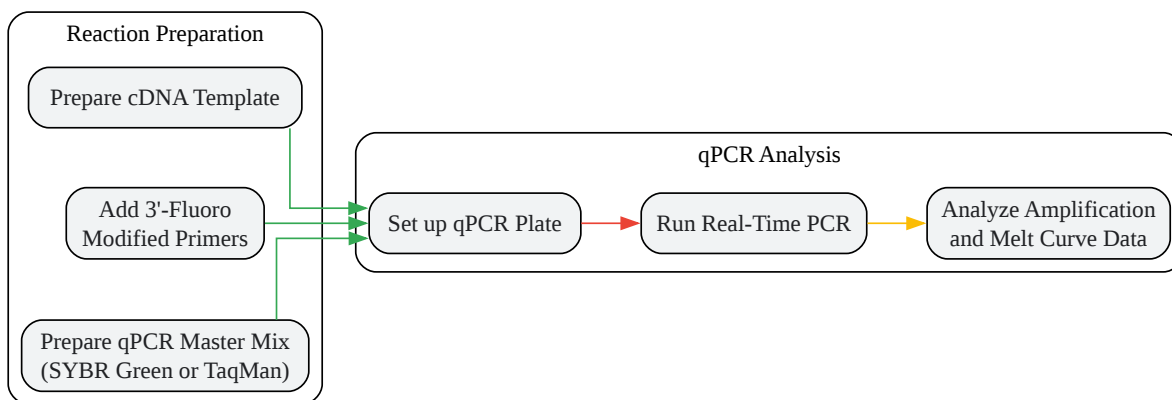 Reaction Preparation
Prepare cDNA Template
Add 3'-Fluoro
Modified Primers
Prepare qPCR Master Mix
(SYBR Green or TaqMan)
qPCR Analysis
Set up qPCR Plate
Run Real-Time PCR
Analyze Amplification
and Melt Curve Data